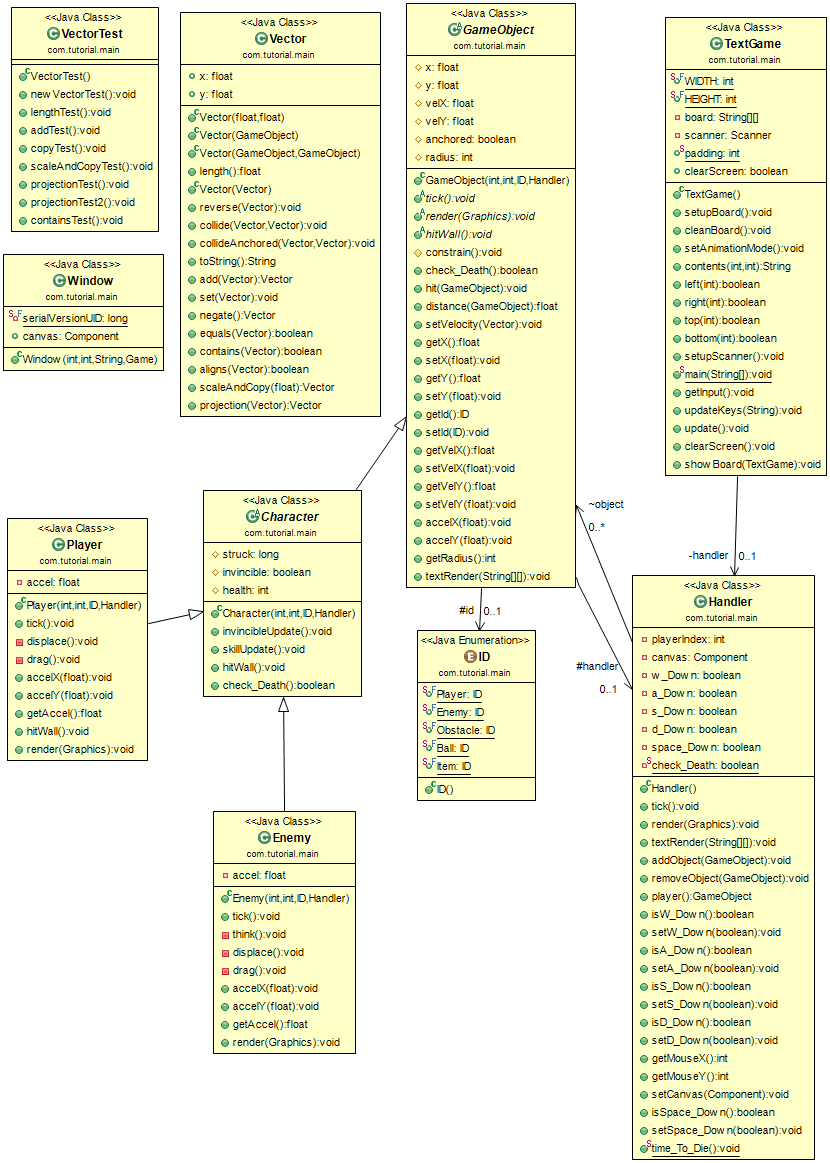 <<Java Class>>
VectorTest
com.tutorial.main
VectorTest()
newVectorTest():void
lengthTest():void
addTest():void
copyTest():void
scaleAndCopyTest():void
projectionTest():void
projectionTest2():void
containsTest():void
<<Java Class>>
Window
com.tutorial.main
serialVersionUID: long
canvas: Component
Window(int,int,String,Game)
<<Java Class>>
Vector
com.tutorial.main
x: float
y: float
Vector(float,float)
Vector(GameObject)
Vector(GameObject,GameObject)
length():float
Vector(Vector)
reverse(Vector):void
collide(Vector,Vector):void
collideAnchored(Vector,Vector):void
toString():String
add(Vector):Vector
set(Vector):void
negate():Vector
equals(Vector):boolean
contains(Vector):boolean
aligns(Vector):boolean
scaleAndCopy(float):Vector
projection(Vector):Vector
<<Java Class>>
GameObject
com.tutorial.main
x: float
y: float
velX: float
velY: float
anchored: boolean
radius: int
GameObject(int,int,ID,Handler)
tick():void
render(Graphics):void
hitWall():void
constrain():void
check_Death():boolean
hit(GameObject):void
distance(GameObject):float
setVelocity(Vector):void
getX():float
setX(float):void
getY():float
setY(float):void
getId():ID
setId(ID):void
getVelX():float
setVelX(float):void
getVelY():float
setVelY(float):void
accelX(float):void
accelY(float):void
getRadius():int
textRender(String[][]):void
<<Java Class>>
TextGame
com.tutorial.main
WIDTH: int
HEIGHT: int
board: String[][]
scanner: Scanner
padding: int
clearScreen: boolean
TextGame()
setupBoard():void
cleanBoard():void
setAnimationMode():void
contents(int,int):String
left(int):boolean
right(int):boolean
top(int):boolean
bottom(int):boolean
setupScanner():void
main(String[]):void
getInput():void
updateKeys(String):void
update():void
clearScreen():void
showBoard(TextGame):void
-handler 0..1
~object
0..*
#handler
0..1
#id 0..1
<<Java Class>>
Player
com.tutorial.main
accel: float
Player(int,int,ID,Handler)
tick():void
displace():void
drag():void
accelX(float):void
accelY(float):void
getAccel():float
hitWall():void
render(Graphics):void
<<Java Class>>
Character
com.tutorial.main
struck: long
invincible: boolean
health: int
Character(int,int,ID,Handler)
invincibleUpdate():void
skillUpdate():void
hitWall():void
check_Death():boolean
<<Java Enumeration>>
ID
com.tutorial.main
Player: ID
Enemy: ID
Obstacle: ID
Ball: ID
Item: ID
ID()
<<Java Class>>
Enemy
com.tutorial.main
accel: float
Enemy(int,int,ID,Handler)
tick():void
think():void
displace():void
drag():void
accelX(float):void
accelY(float):void
getAccel():float
render(Graphics):void
<<Java Class>>
Handler
com.tutorial.main
playerIndex: int
canvas: Component
w_Down: boolean
a_Down: boolean
s_Down: boolean
d_Down: boolean
space_Down: boolean
check_Death: boolean
Handler()
tick():void
render(Graphics):void
textRender(String[][]):void
addObject(GameObject):void
removeObject(GameObject):void
player():GameObject
isW_Down():boolean
setW_Down(boolean):void
isA_Down():boolean
setA_Down(boolean):void
isS_Down():boolean
setS_Down(boolean):void
isD_Down():boolean
setD_Down(boolean):void
getMouseX():int
getMouseY():int
setCanvas(Component):void
isSpace_Down():boolean
setSpace_Down(boolean):void
time_To_Die():void